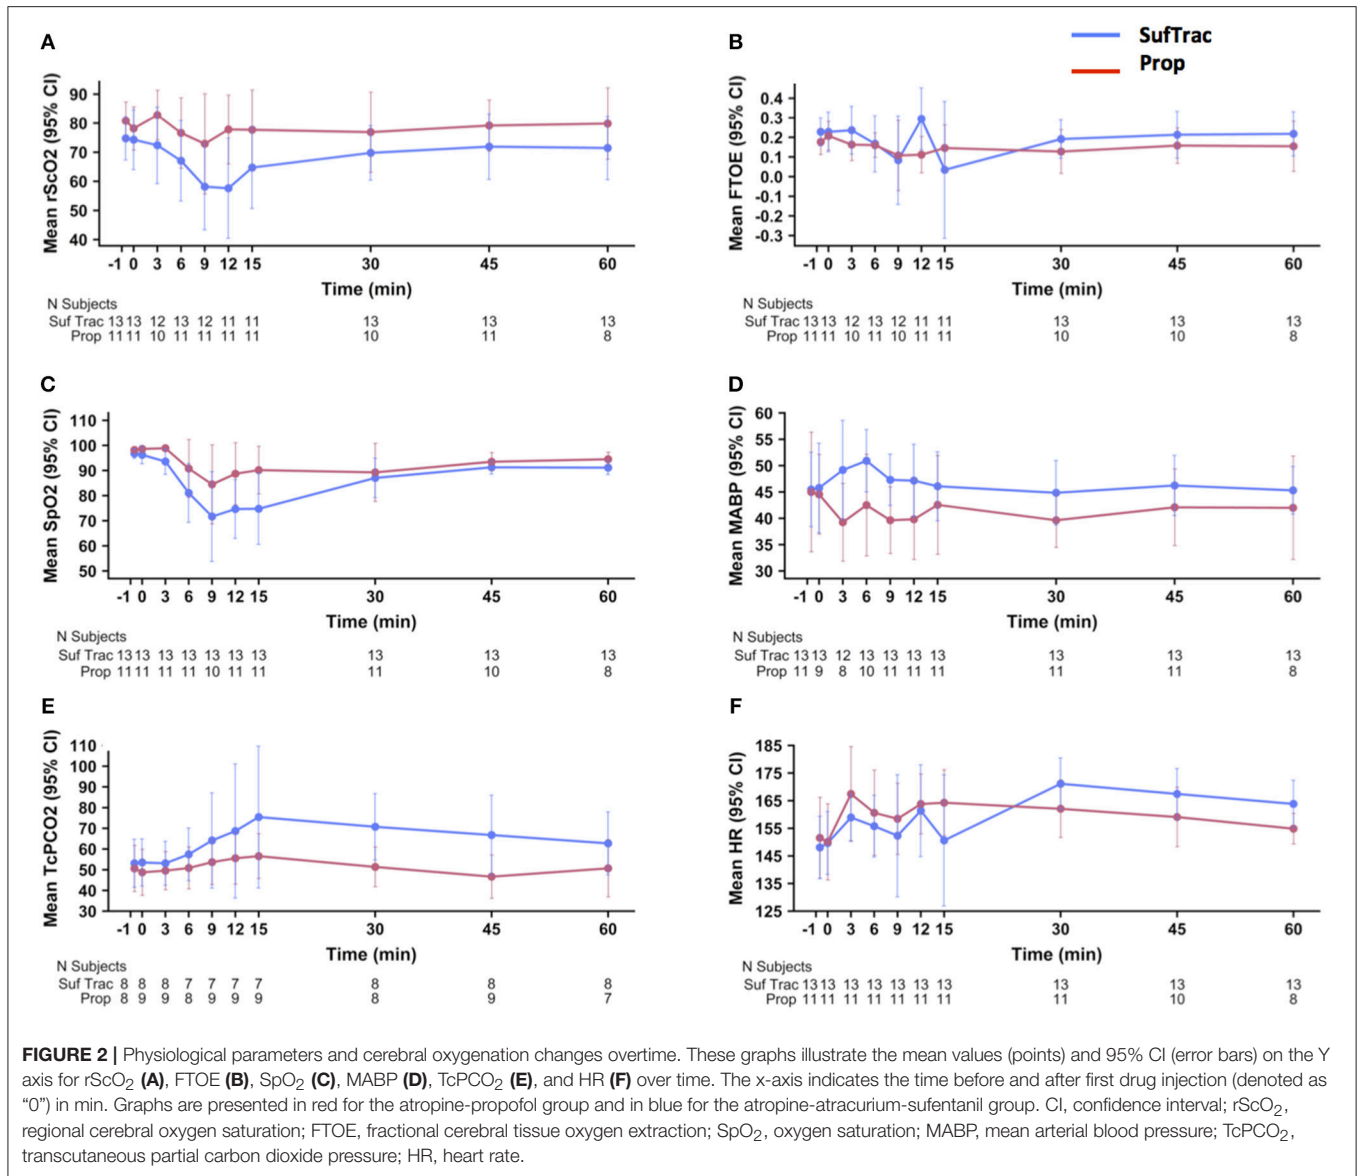 A
B
SufTrac
Prop
Mean rScO2 (95% CI)
90
80
70
60
50
40
-1 0 3 6 9 12 15 30 45 60
Time (min)
N Subjects
Suf Trac 13 13 12 13 12 11 11 13 13 13
Prop 11 11 10 11 11 11 11 10 11 8
Mean FTOE (95% CI)
0.4
0.3
0.2
0.1
0.0
-0.1
-0.2
-0.3
-1 0 3 6 9 12 15 30 45 60
Time (min)
N Subjects
Suf Trac 13 13 12 13 12 11 11 13 13 13
Prop 11 11 10 11 11 11 11 10 10 8
C
Mean SpO2 (95% CI)
110
100
90
80
70
60
50
-1 0 3 6 9 12 15 30 45 60
Time (min)
N Subjects
Suf Trac 13 13 13 13 13 13 13 13 13 13
Prop 11 11 11 11 10 11 11 11 10 8
D
Mean MABP (95% CI)
60
55
50
45
40
35
30
-1 0 3 6 9 12 15 30 45 60
Time (min)
N Subjects
Suf Trac 13 13 12 13 13 13 13 13 13 13
Prop 11 9 8 10 11 11 11 11 11 8
E
Mean TcPCO2 (95% CI)
110
90
80
70
60
50
40
30
-1 0 3 6 9 12 15 30 45 60
Time (min)
N Subjects
Suf Trac 8 8 8 7 7 7 7 8 8 8
Prop 8 9 9 8 9 9 9 8 9 7
F
Mean HR (95% CI)
185
175
165
155
145
135
125
-1 0 3 6 9 12 15 30 45 60
Time (min)
N Subjects
Suf Trac 13 13 13 13 13 13 13 13 13 13
Prop 11 11 11 11 11 11 11 11 10 8
FIGURE 2 | Physiological parameters and cerebral oxygenation changes overtime. These graphs illustrate the mean values (points) and 95% CI (error bars) on the Y
axis for rScO₂ (A), FTOE (B), SpO₂ (C), MABP (D), TcPCO₂ (E), and HR (F) over time. The x-axis indicates the time before and after first drug injection (denoted as
“0”) in min. Graphs are presented in red for the atropine-propofol group and in blue for the atropine-atracurium-sufentanil group. CI, confidence interval; rScO₂,
regional cerebral oxygen saturation; FTOE, fractional cerebral tissue oxygen extraction; SpO₂, oxygen saturation; MABP, mean arterial blood pressure; TcPCO₂,
transcutaneous partial carbon dioxide pressure; HR, heart rate.